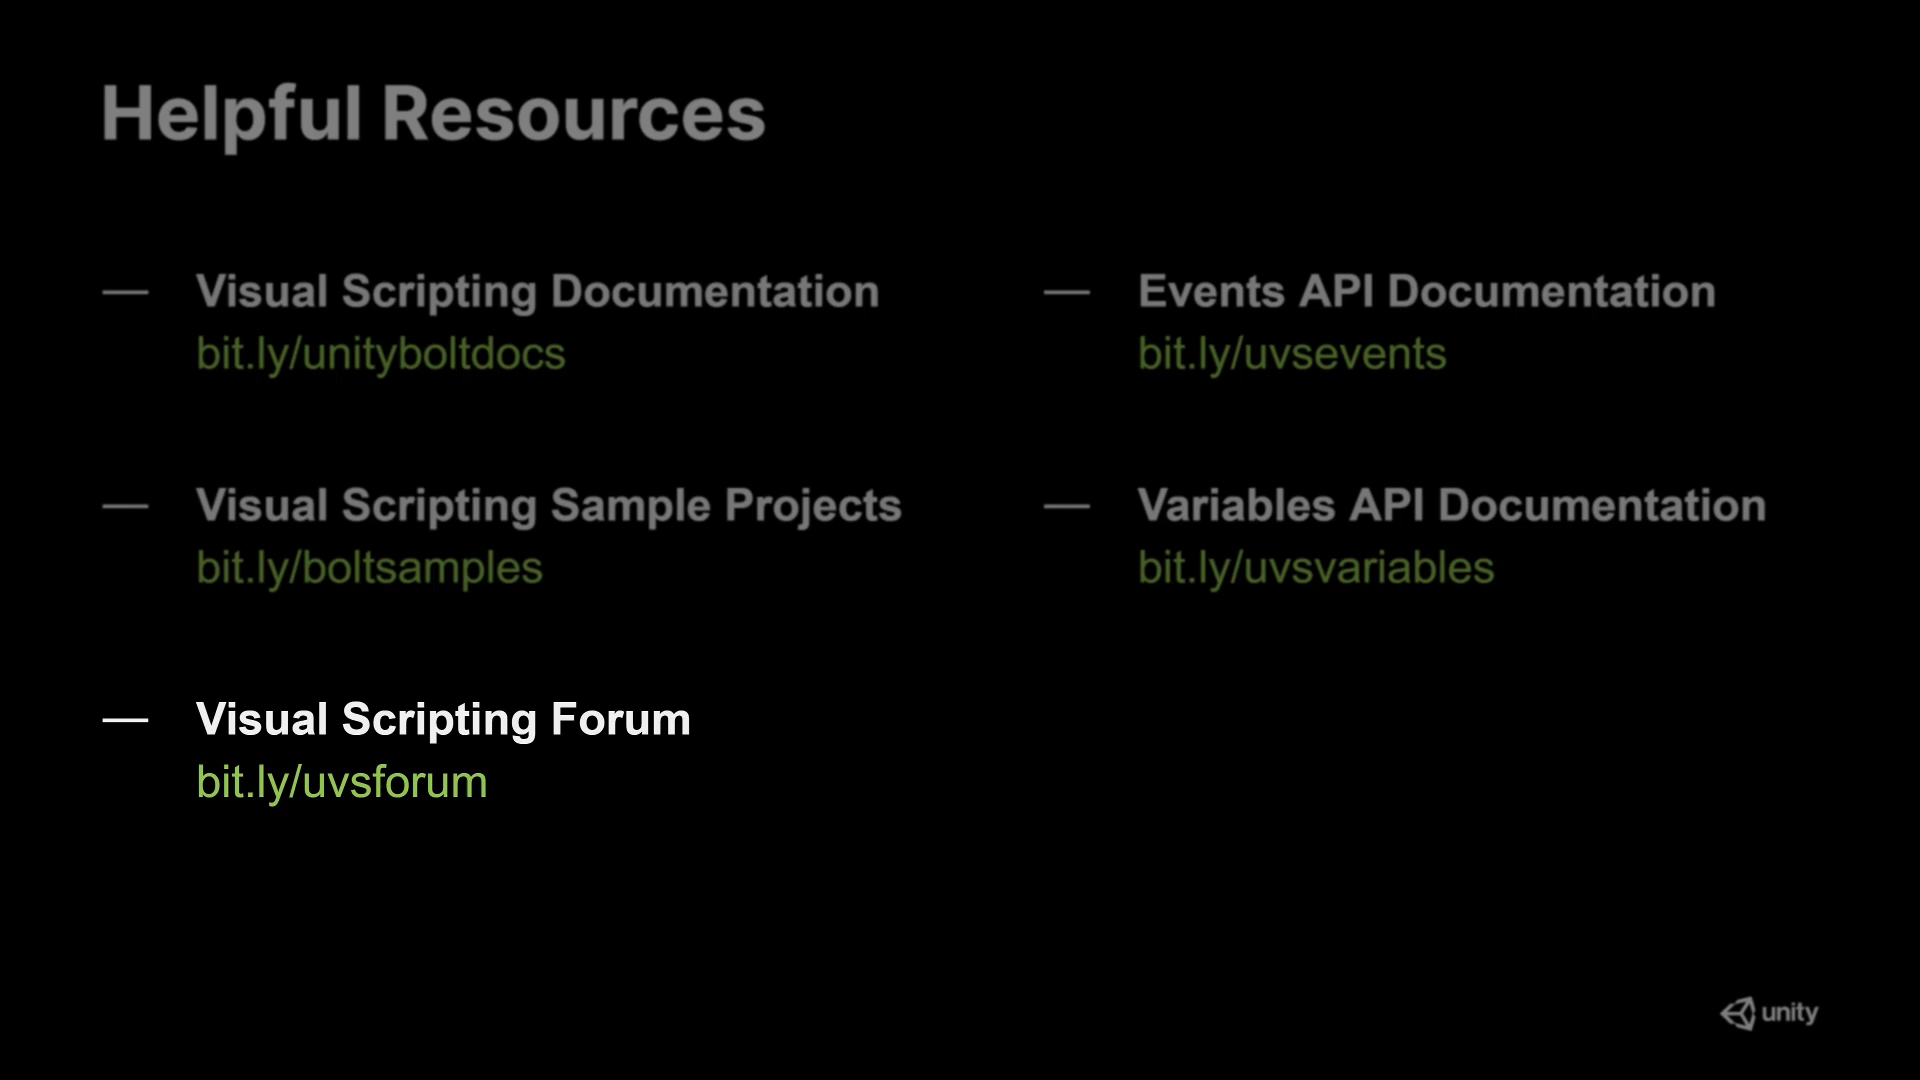 Helpful Resources
— Visual Scripting Documentation
bit.ly/unityboltdocs
— Visual Scripting Sample Projects
bit.ly/boltsamples
— Visual Scripting Forum
bit.ly/uvsforum
— Events API Documentation
bit.ly/uvsevents
— Variables API Documentation
bit.ly/uvsvariables
unity